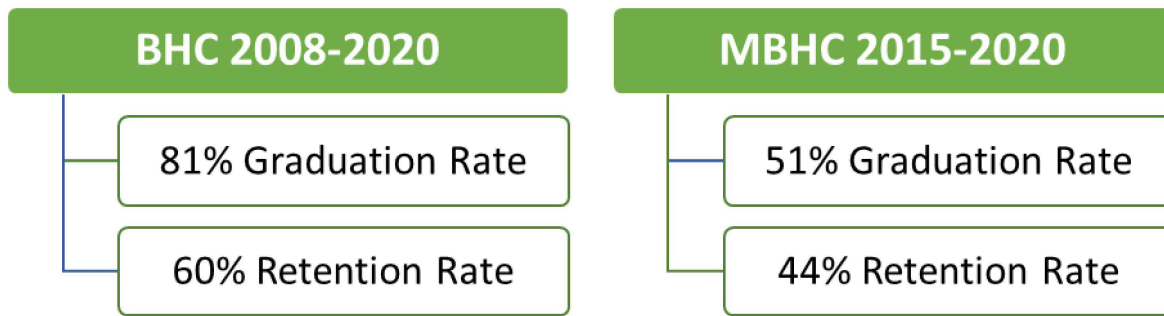 BHC 2008-2020
81% Graduation Rate
60% Retention Rate
MBHC 2015-2020
51% Graduation Rate
44% Retention Rate